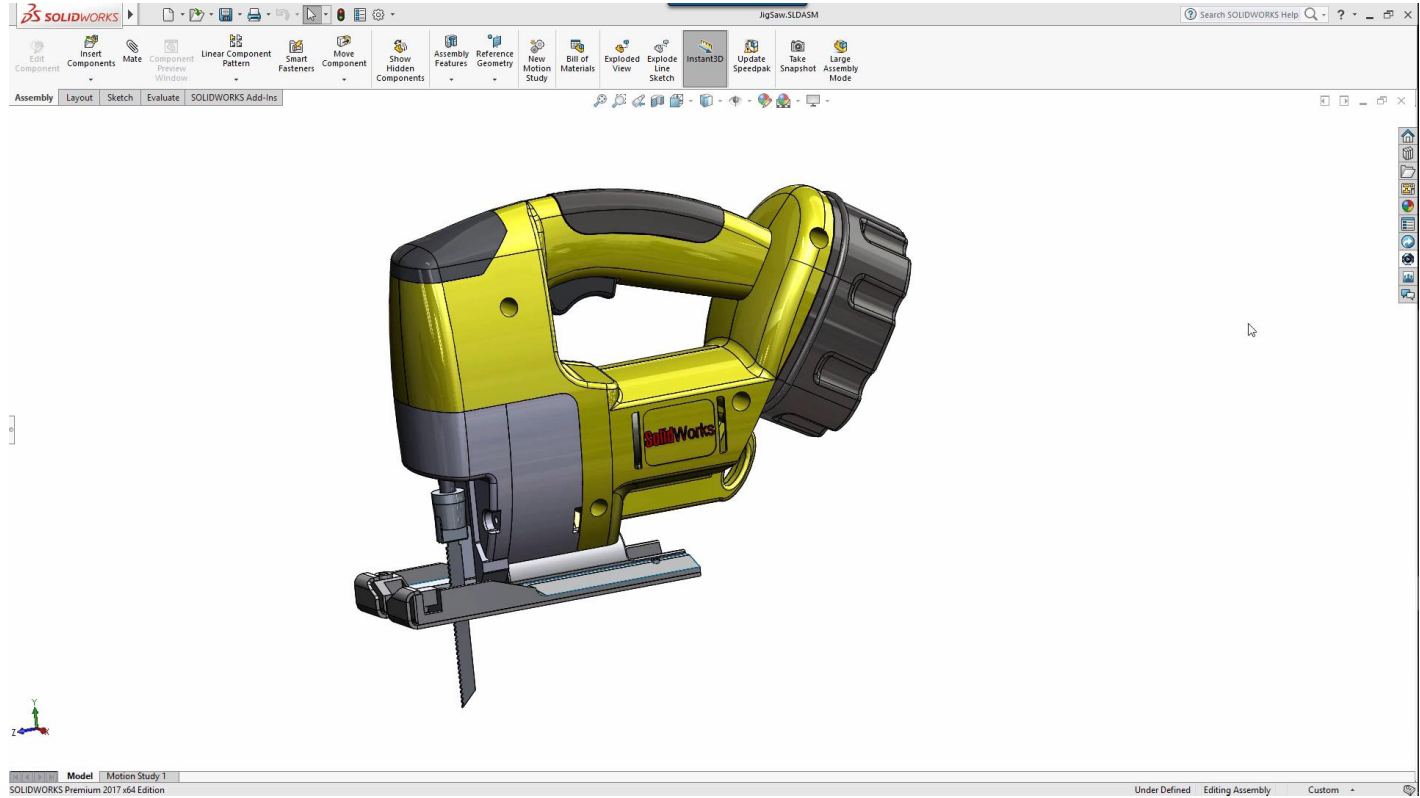 SOLIDWORKS
JigSaw.SLDASM
Search SOLIDWORKS Help
?
Edit Component
Insert Components
Mate
Component Preview Window
Linear Component Pattern
Smart Fasteners
Move Component
Show Hidden Components
Assembly Features
Reference Geometry
New Motion Study
Bill of Materials
Exploded View
Explode Line Sketch
Instant3D
Update Speedpak
Take Snapshot
Large Assembly Mode
Assembly Layout Sketch Evaluate SOLIDWORKS Add-Ins
SolidWorks
Y
Z X
Model Motion Study 1
SOLIDWORKS Premium 2017 x64 Edition
Under Defined Editing Assembly Custom